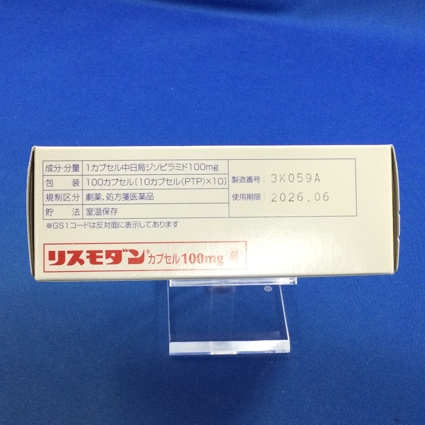 成分・分量 1カプセル中日局ジソピラミド100mg
包装 100カプセル(10カプセル(PTP)×10)
規制区分 劇薬、処方箋医薬品
貯法 室温保存
※GS1コードは反対面に表示しています
製造番号: 3K059A
使用期限: 2026.06
リスモダン® カプセル100mg 劇